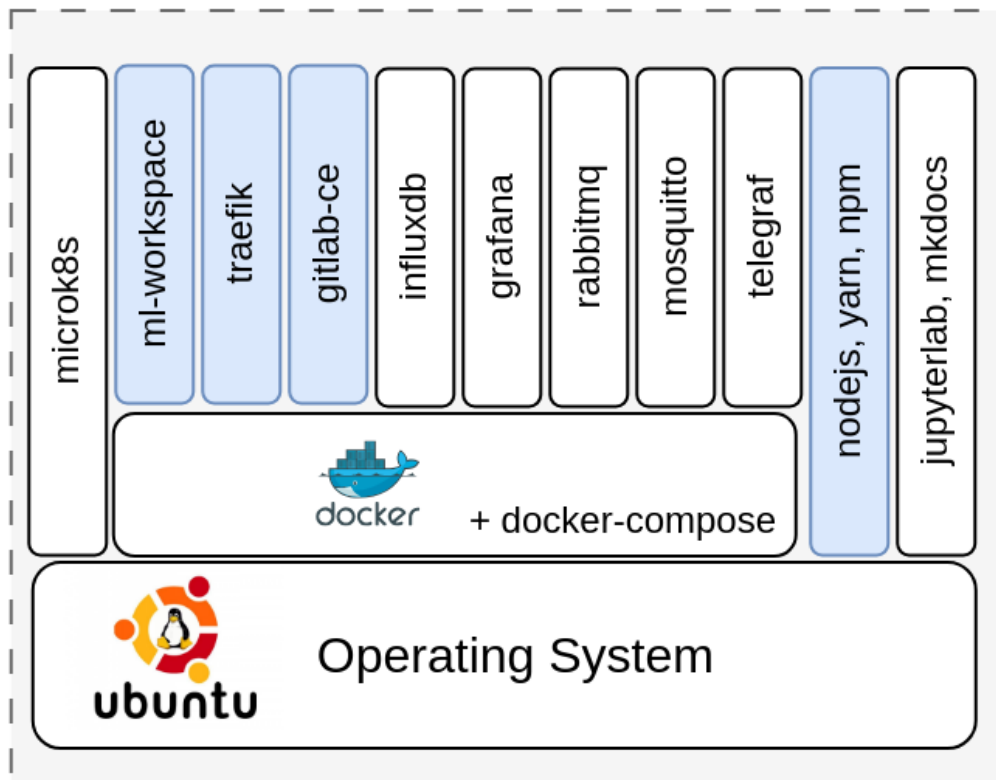 microk8s
ml-workspace
traefik
gitlab-ce
influxdb
grafana
rabbitmq
mosquitto
telegraf
nodejs, yarn, npm
jupyterlab, mkdocs
docker
+ docker-compose
ubuntu
Operating System